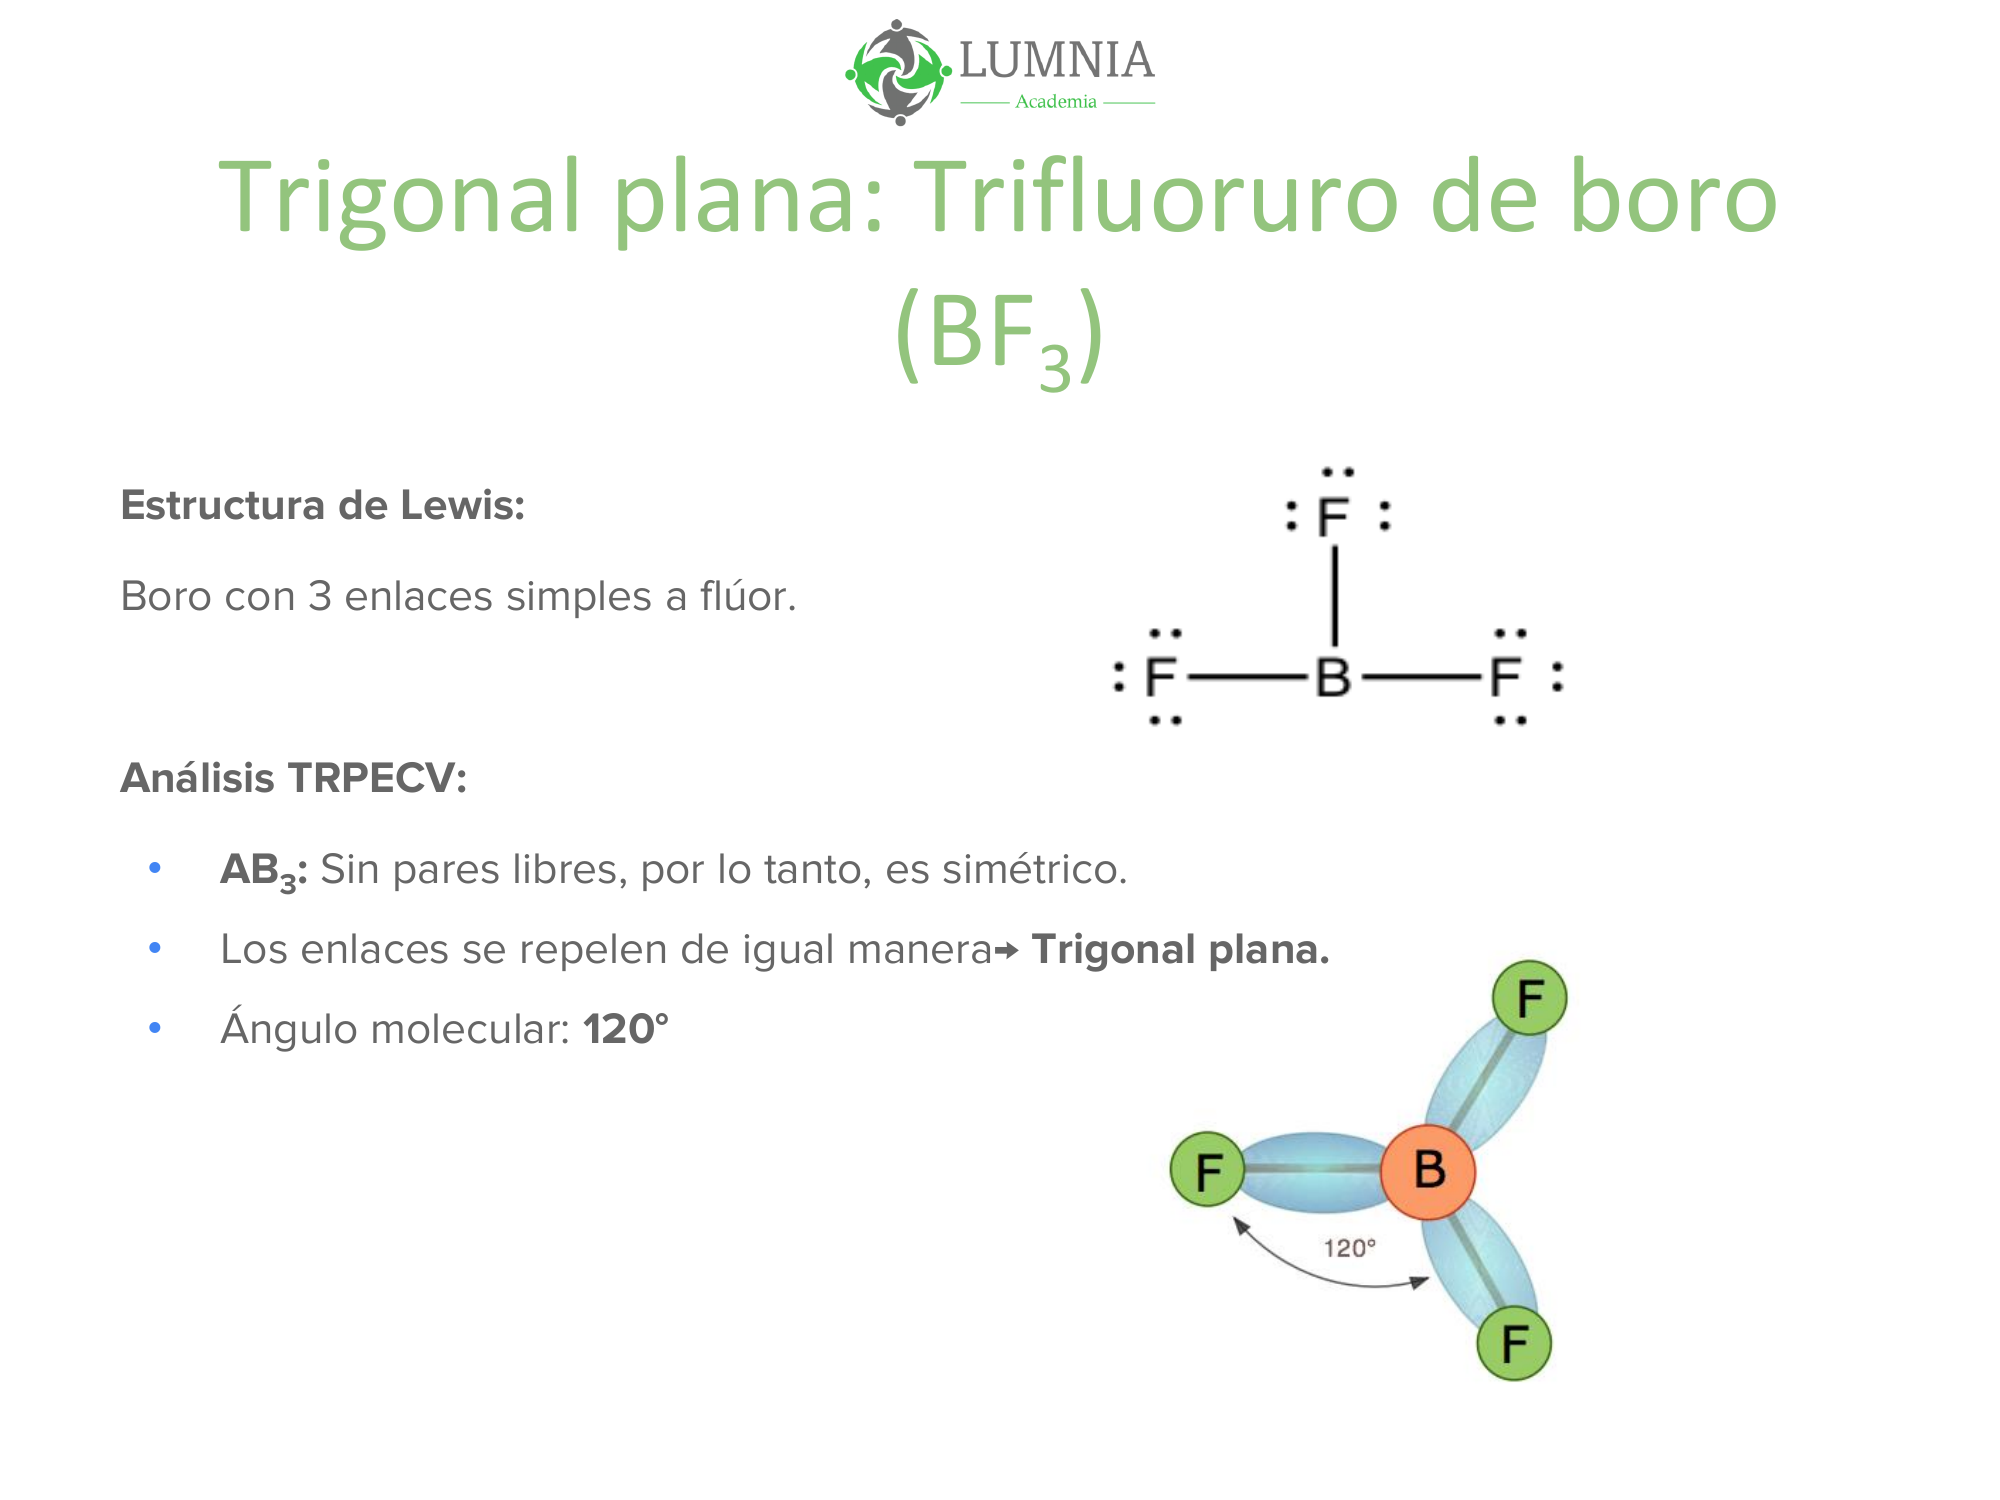 LUMNIA
Academia
Trigonal plana: Trifluoruro de boro
(BF₃)
Estructura de Lewis:
Boro con 3 enlaces simples a flúor.
F
F B F
Análisis TRPECV:
• AB₃: Sin pares libres, por lo tanto, es simétrico.
• Los enlaces se repelen de igual manera→ Trigonal plana.
• Ángulo molecular: 120°
F
F B
120°
F